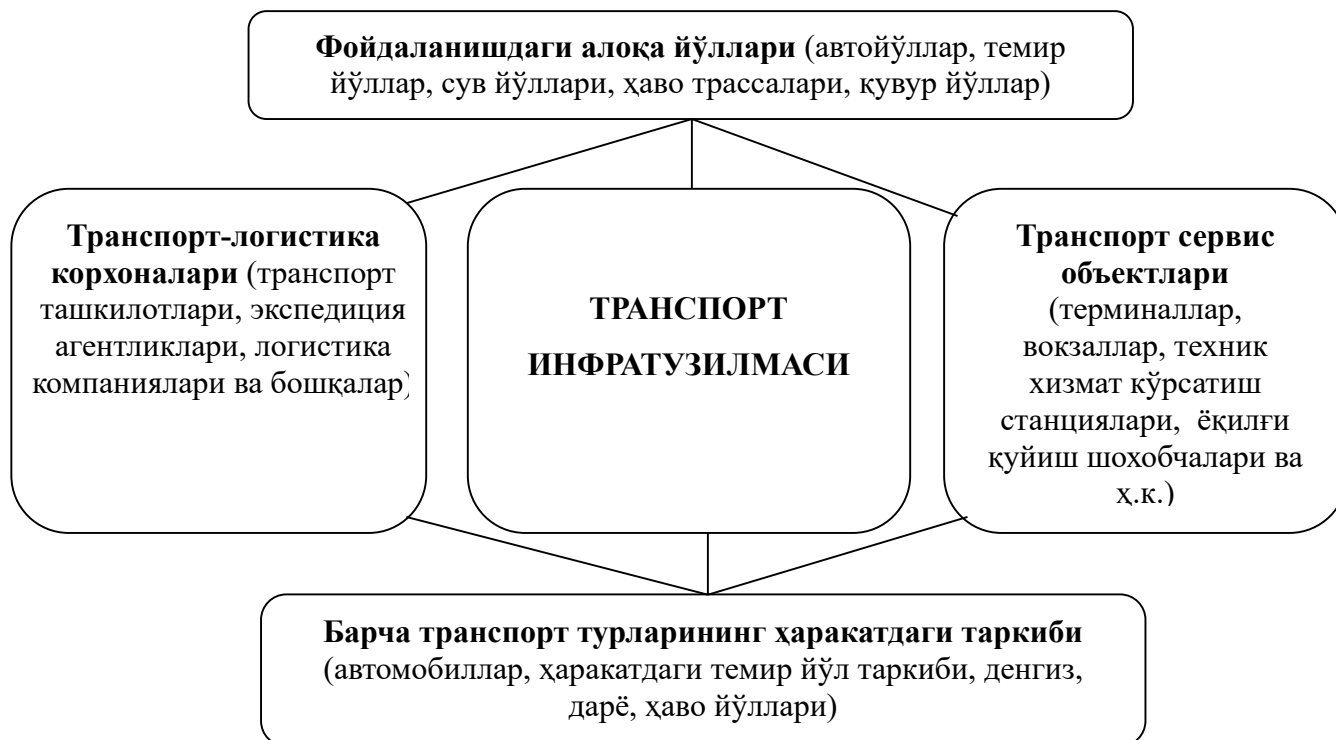 Фойдаланишдаги алоқа йўллари (автойўллар, темир
йўллар, сув йўллари, ҳаво трассалари, қувур йўллар)
Транспорт-логистика
корхоналари (транспорт
ташкилотлари, экспедиция
агентликлари, логистика
компаниялари ва бошқалар)
ТРАНСПОРТ
ИНФРАТУЗИЛМАСИ
Транспорт сервис
объектлари
(терминаллар,
вокзаллар, техник
хизмат кўрсатиш
станциялари, ёқилғи
қуйиш шохобчалари ва
ҳ.к.)
Барча транспорт турларининг ҳаракатдаги таркиби
(автомобиллар, ҳаракатдаги темир йўл таркиби, денгиз,
дарё, ҳаво йўллари)